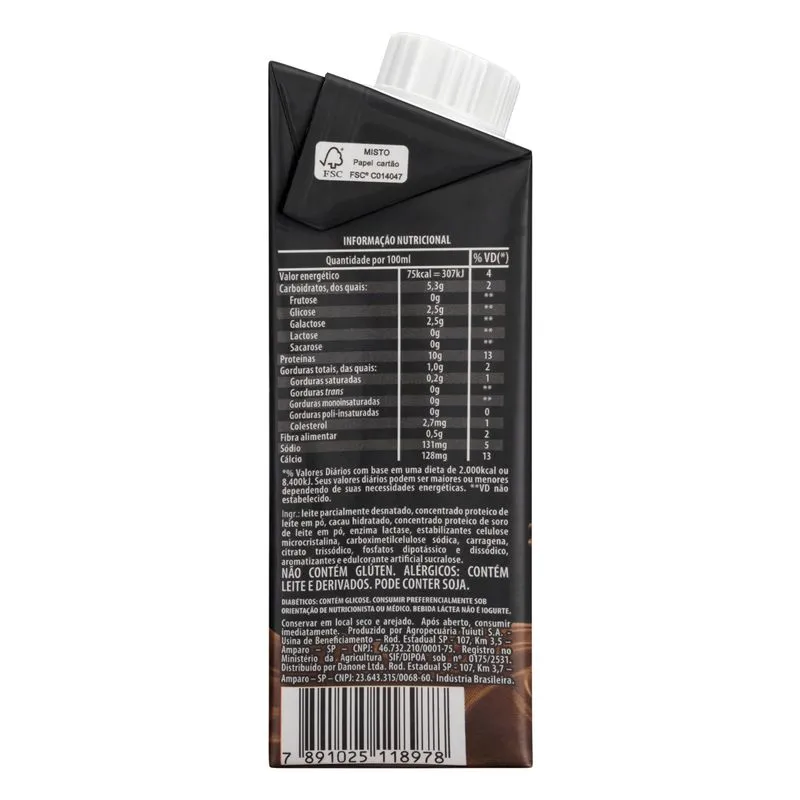 MISTO
Papel cartão
FSC
FSC® C014047
INFORMAÇÃO NUTRICIONAL
Quantidade por 100ml % VD(*)
Valor energético 75kcal = 307kJ 4
Carboidratos, dos quais: 5,3g 2
Frutose 0g **
Glicose 2,5g **
Galactose 2,5g **
Lactose 0g **
Sacarose 0g **
Proteínas 10g 13
Gorduras totais, das quais: 1,0g 2
Gorduras saturadas 0,2g 1
Gorduras trans 0g **
Gorduras monoinsaturadas 0g **
Gorduras poli-insaturadas 0g 0
Colesterol 2,7mg 1
Fibra alimentar 0,5g 2
Sódio 131mg 5
Cálcio 128mg 13
*% Valores Diários com base em uma dieta de 2.000kcal ou
8.400kJ. Seus valores diários podem ser maiores ou menores
dependendo de suas necessidades energéticas. **VD não
estabelecido.
Ingr.: leite parcialmente desnatado, concentrado proteico de
leite em pó, cacau hidratado, concentrado proteico de soro
de leite em pó, enzima lactase, estabilizantes celulose
microcristalina, carboximetilcelulose sódica, carragena,
citrato trissódico, fosfatos dipotássico e dissódico,
aromatizantes e edulcorante artificial sucralose.
NÃO CONTÉM GLÚTEN. ALÉRGICOS: CONTÉM
LEITE E DERIVADOS. PODE CONTER SOJA.
DIABÉTICOS: CONTÉM GLICOSE. CONSUMIR PREFERENCIALMENTE SOB
ORIENTAÇÃO DE NUTRICIONISTA OU MÉDICO. BEBIDA LÁCTEA NÃO É IOGURTE.
Conservar em local seco e arejado. Após aberto, consumir
imediatamente. Produzido por Agropecuária Tuiuti S.A. -
Usina de Beneficiamento – Rod. Estadual SP - 107, Km 3,5 –
Amparo – SP – CNPJ: 46.732.210/0001-75. Registro no
Ministério da Agricultura SIF/DIPOA sob nº 0175/2531.
Distribuído por Danone Ltda. Rod. Estadual SP - 107, Km 3,7 –
Amparo – SP – CNPJ: 23.643.315/0068-60. Indústria Brasileira.
7 891025 118978